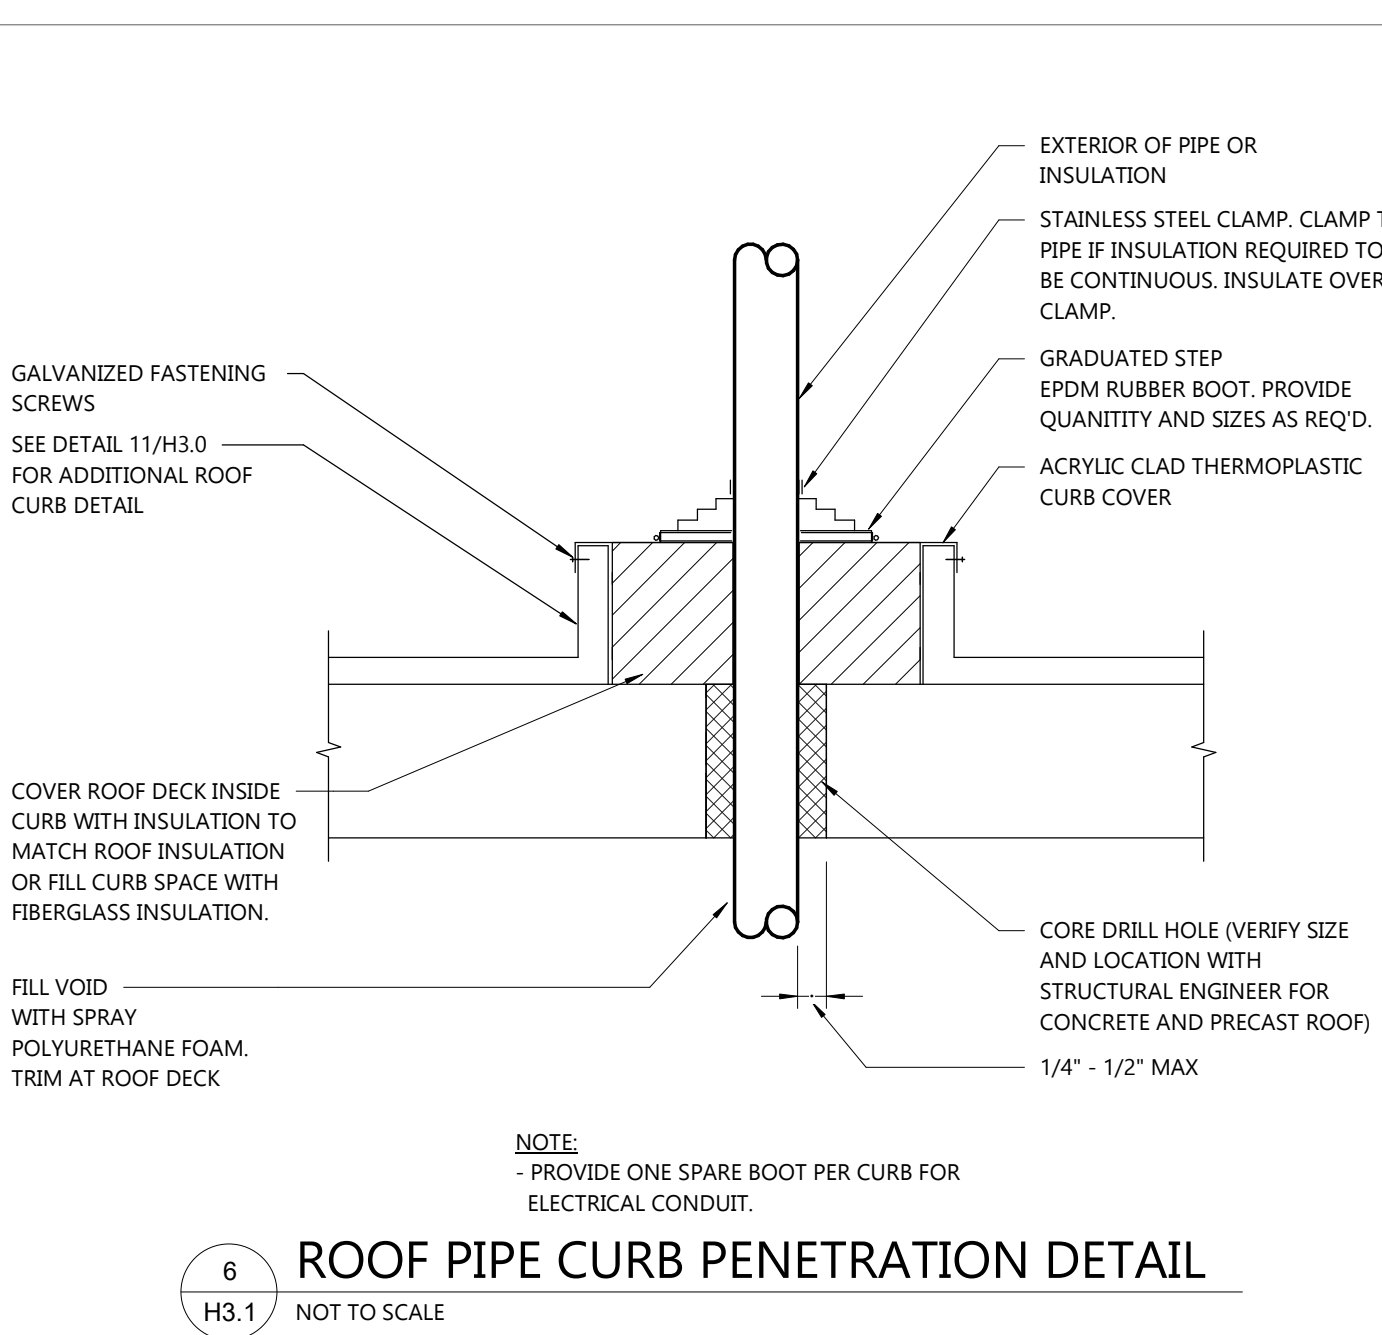 EXTERIOR OF PIPE OR
INSULATION
STAINLESS STEEL CLAMP. CLAMP
PIPE IF INSULATION REQUIRED TO
BE CONTINUOUS. INSULATE OVER
CLAMP.
GRADUATED STEP
EPDM RUBBER BOOT. PROVIDE
QUANITITY AND SIZES AS REQ'D.
ACRYLIC CLAD THERMOPLASTIC
CURB COVER
GALVANIZED FASTENING
SCREWS
SEE DETAIL 11/H3.0
FOR ADDITIONAL ROOF
CURB DETAIL
COVER ROOF DECK INSIDE
CURB WITH INSULATION TO
MATCH ROOF INSULATION
OR FILL CURB SPACE WITH
FIBERGLASS INSULATION.
FILL VOID
WITH SPRAY
POLYURETHANE FOAM.
TRIM AT ROOF DECK
CORE DRILL HOLE (VERIFY SIZE
AND LOCATION WITH
STRUCTURAL ENGINEER FOR
CONCRETE AND PRECAST ROOF)
1/4" - 1/2" MAX
NOTE:
- PROVIDE ONE SPARE BOOT PER CURB FOR
ELECTRICAL CONDUIT.
6
H3.1
ROOF PIPE CURB PENETRATION DETAIL
NOT TO SCALE